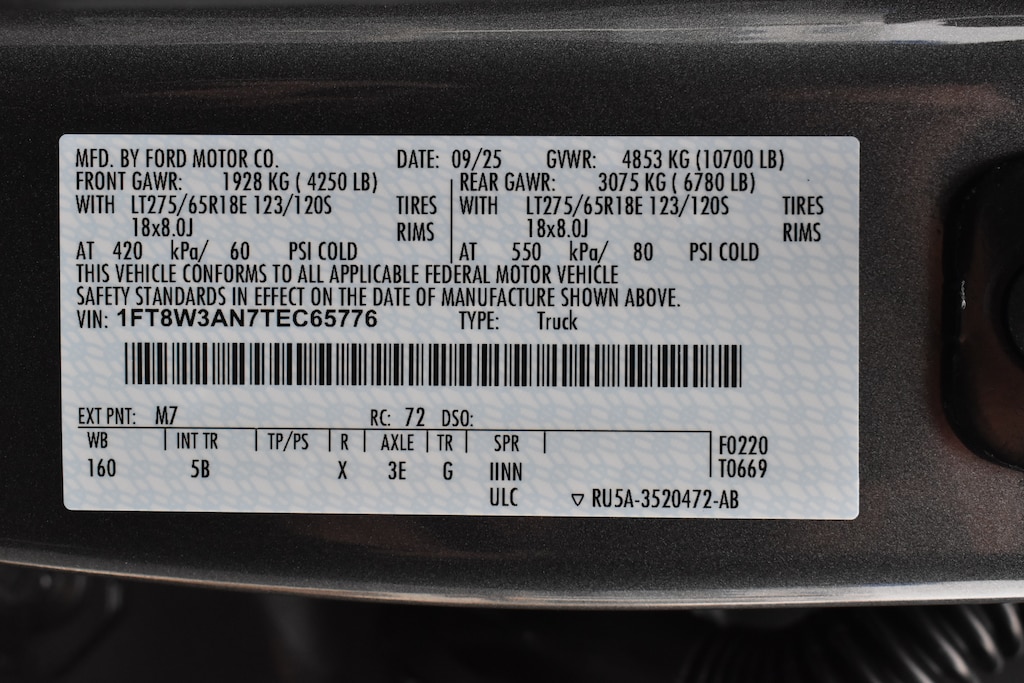 MFD. BY FORD MOTOR CO. DATE: 09/25 GVWR: 4853 KG (10700 LB)
FRONT GAWR: 1928 KG ( 4250 LB) REAR GAWR: 3075 KG ( 6780 LB)
WITH LT275/65R18E 123/120S TIRES WITH LT275/65R18E 123/120S TIRES
18x8.0J RIMS 18x8.0J RIMS
AT 420 kPa/ 60 PSI COLD AT 550 kPa/ 80 PSI COLD
THIS VEHICLE CONFORMS TO ALL APPLICABLE FEDERAL MOTOR VEHICLE
SAFETY STANDARDS IN EFFECT ON THE DATE OF MANUFACTURE SHOWN ABOVE.
VIN: 1FT8W3AN7TEC65776 TYPE: Truck
EXT PNT: M7 RC: 72 DSO:
WB INT TR TP/PS R AXLE TR SPR F0220
160 5B X 3E G IINN T0669
ULC ▽ RU5A-3520472-AB